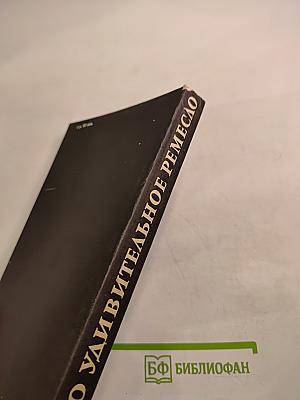 О УДИВИТЕЛЬНОЕ РЕМЕСЛО
БФ БИБЛИОФАН